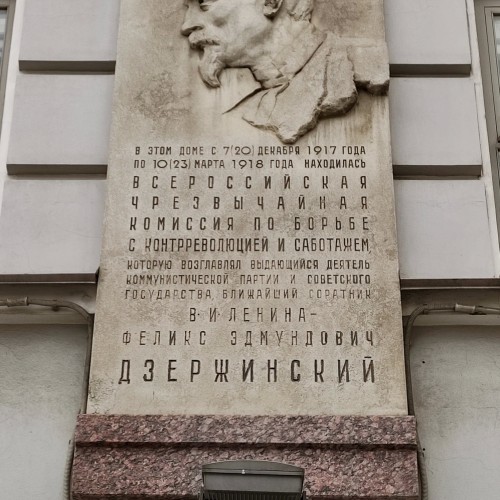 В ЭТОМ ДОМЕ С 7(20) ДЕКАБРЯ 1917 ГОДА
ПО 10(23) МАРТА 1918 ГОДА НАХОДИЛАСЬ
ВСЕРОССИЙСКАЯ
ЧРЕЗВЫЧАЙНАЯ
КОМИССИЯ ПО БОРЬБЕ
С КОНТРРЕВОЛЮЦИЕЙ И САБОТАЖЕМ,
КОТОРУЮ ВОЗГЛАВЛЯЛ ВЫДАЮЩИЙСЯ ДЕЯТЕЛЬ
КОММУНИСТИЧЕСКОЙ ПАРТИИ И СОВЕТСКОГО
ГОСУДАРСТВА, БЛИЖАЙШИЙ СОРАТНИК
В·И·ЛЕНИНА–
ФЕЛИКС ЭДМУНДОВИЧ
ДЗЕРЖИНСКИЙ